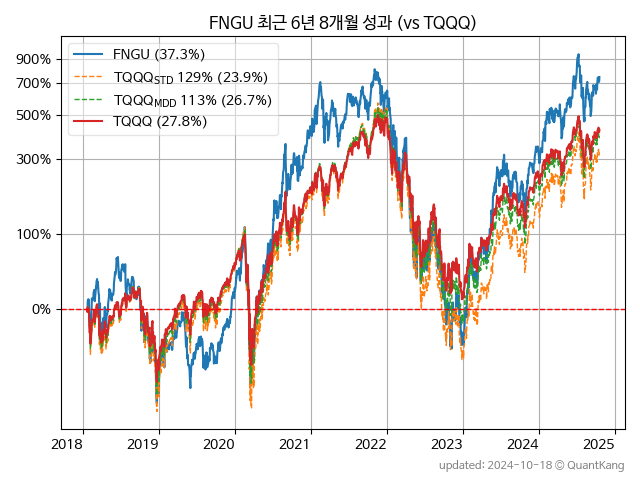 FNGU 최근 6년 8개월 성과 (vs TQQQ)
FNGU (37.3%)
TQQQSTD 129% (23.9%)
TQQQMDD 113% (26.7%)
TQQQ (27.8%)
900%
700%
500%
300%
100%
0%
2018 2019 2020 2021 2022 2023 2024 2025
updated: 2024-10-18 © QuantKang